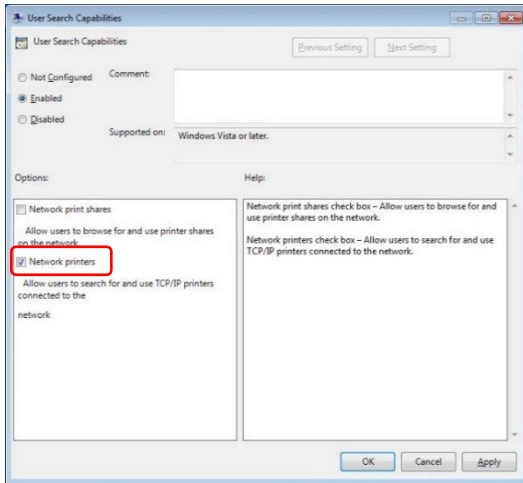 User Search Capabilities
User Search Capabilities
Previous Setting
Next Setting
Not Configured
Comment:
Enabled
Disabled
Supported on:
Windows Vista or later.
Options:
Help:
Network print shares
Allow users to browse for and use printer shares
on the network
Network printers
Allow users to search for and use TCP/IP printers
connected to the
network
Network print shares check box – Allow users to browse for and
use printer shares on the network.
Network printers check box – Allow users to search for and use
TCP/IP printers connected to the network.
OK
Cancel
Apply